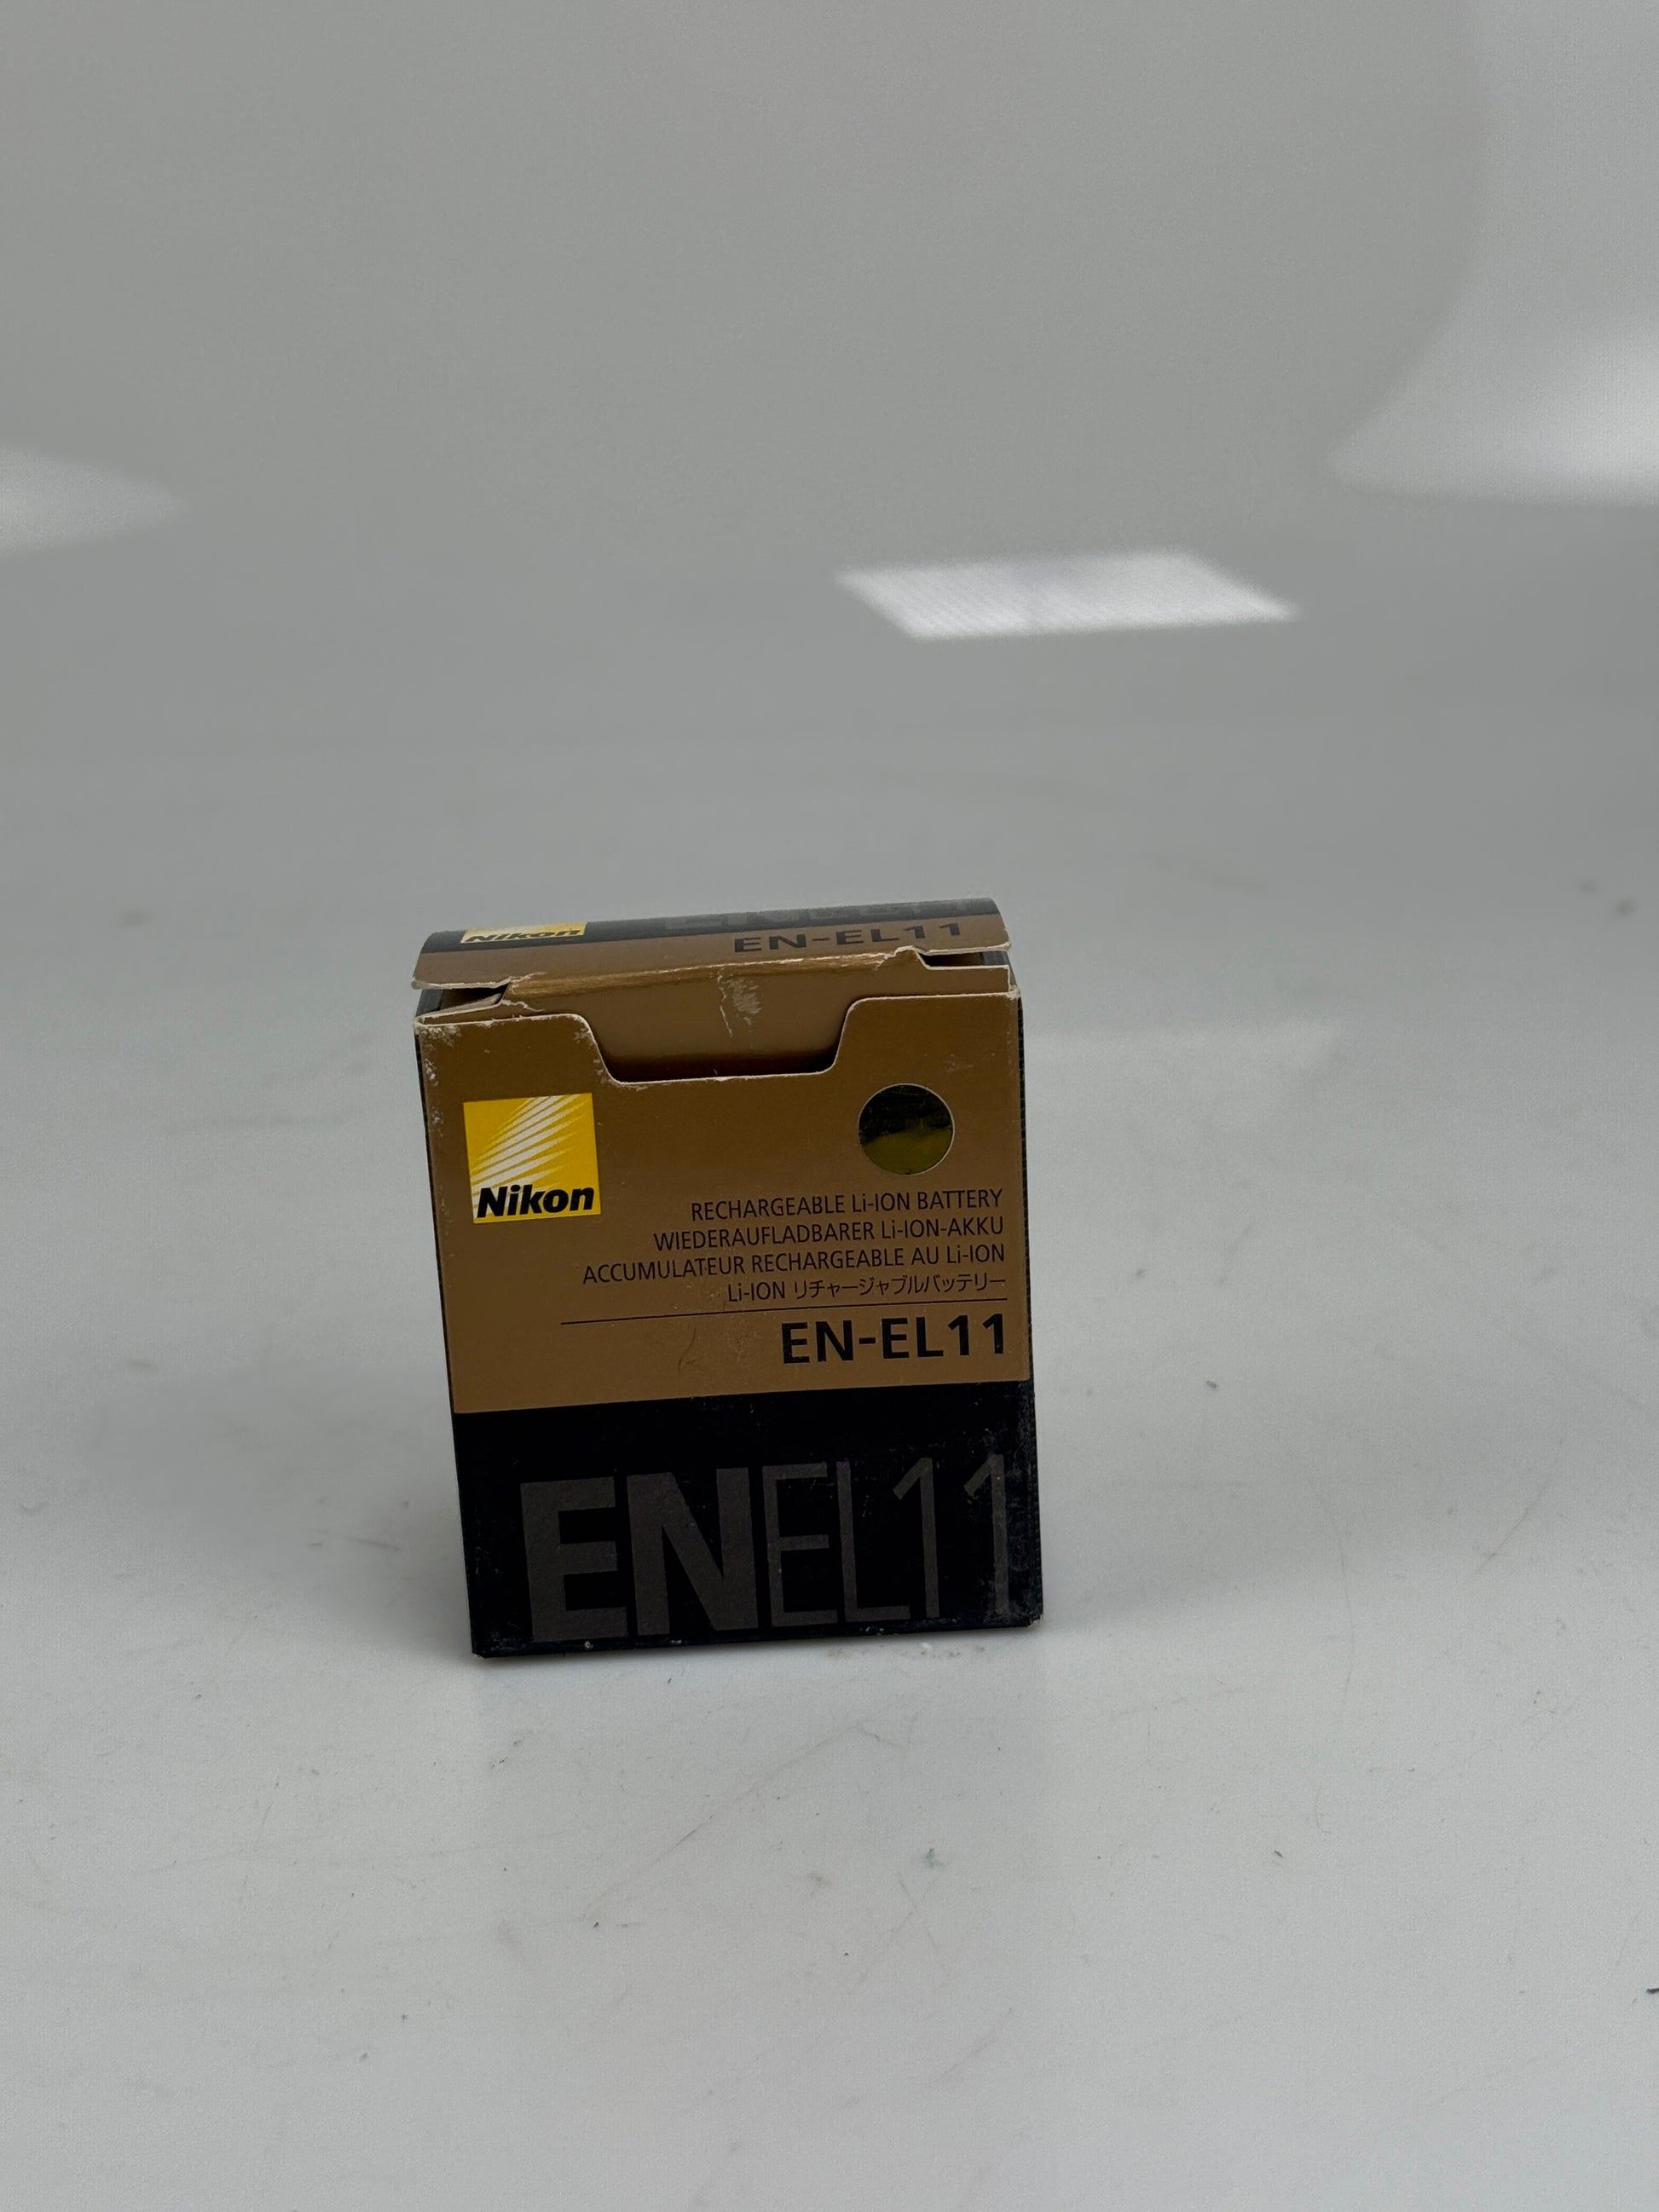 Nikon
EN-EL11
Nikon
RECHARGEABLE Li-ION BATTERY
WIEDERAUFLADBARER Li-ION-AKKU
ACCUMULATEUR RECHARGEABLE AU Li-ION
Li-ION リチャージャブルバッテリー
EN-EL11
ENEL11